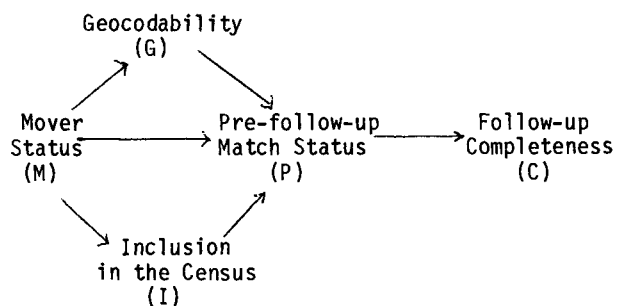 Geocodability
(G)
Mover
Status
(M)
Pre-follow-up
Match Status
(P)
Follow-up
Completeness
(C)
Inclusion
in the Census
(I)